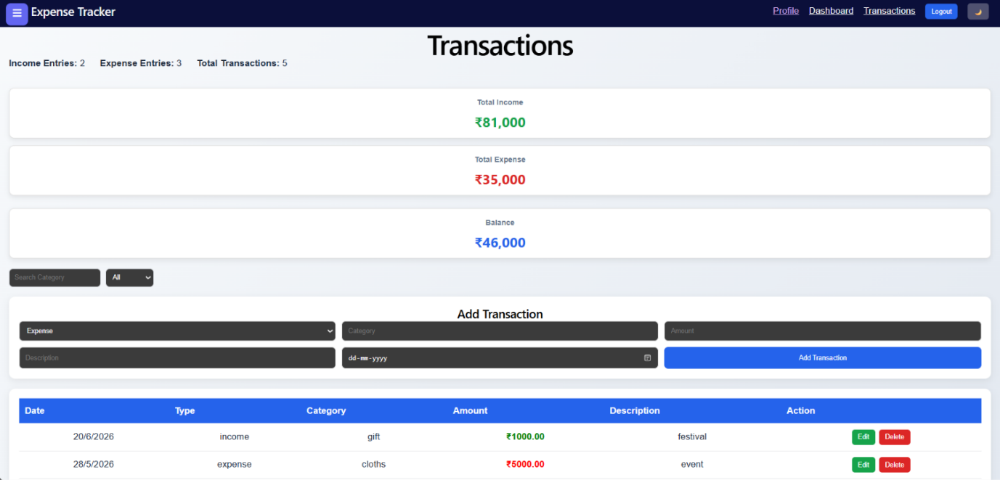 Expense Tracker Profile Dashboard Transactions Logout
Transactions
Income Entries: 2 Expense Entries: 3 Total Transactions: 5
Total Income
₹81,000
Total Expense
₹35,000
Balance
₹46,000
Search Category All
Add Transaction
Expense Category Amount
Description dd-mm-yyyy Add Transaction
Date Type Category Amount Description Action
20/6/2026 income gift ₹1000.00 festival Edit Delete
28/5/2026 expense cloths ₹5000.00 event Edit Delete